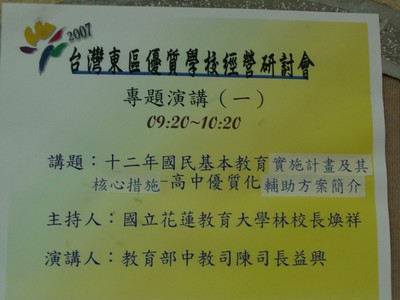 2007
台灣東區優質學校經營研討會
專題演講（一）
09:20~10:20
講題：十二年國民基本教育實施計畫及其
核心措施-高中優質化輔助方案簡介
主持人：國立花蓮教育大學林校長煥祥
演講人：教育部中教司陳司長益興